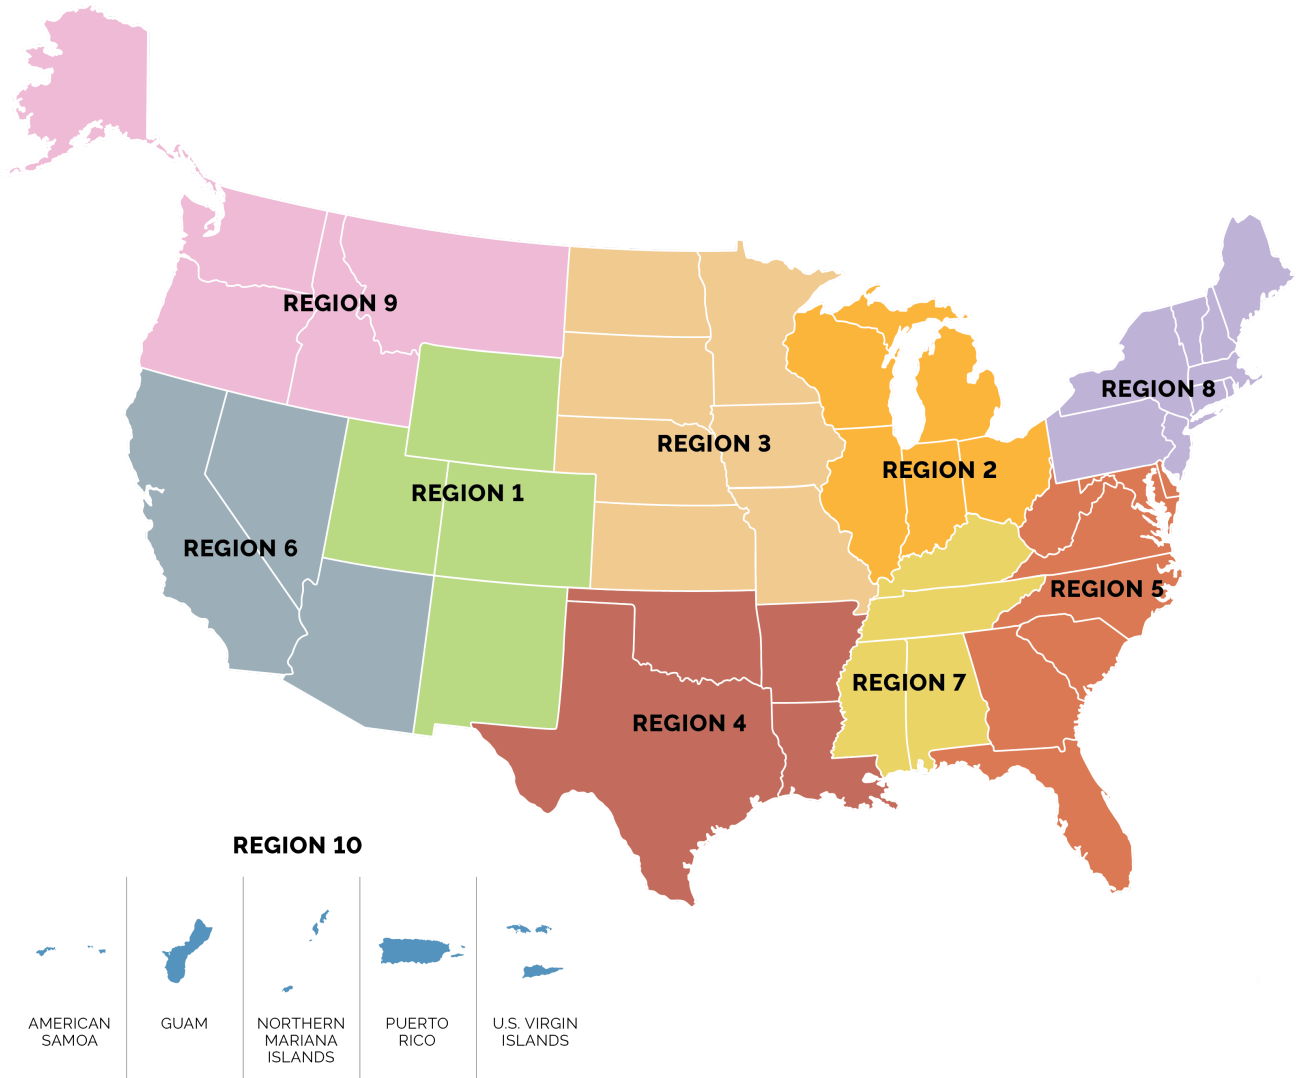 REGION 9
REGION 8
REGION 3
REGION 2
REGION 1
REGION 6
REGION 5
REGION 7
REGION 4
REGION 10
AMERICAN
SAMOA
GUAM
NORTHERN
MARIANA
ISLANDS
PUERTO
RICO
U.S. VIRGIN
ISLANDS